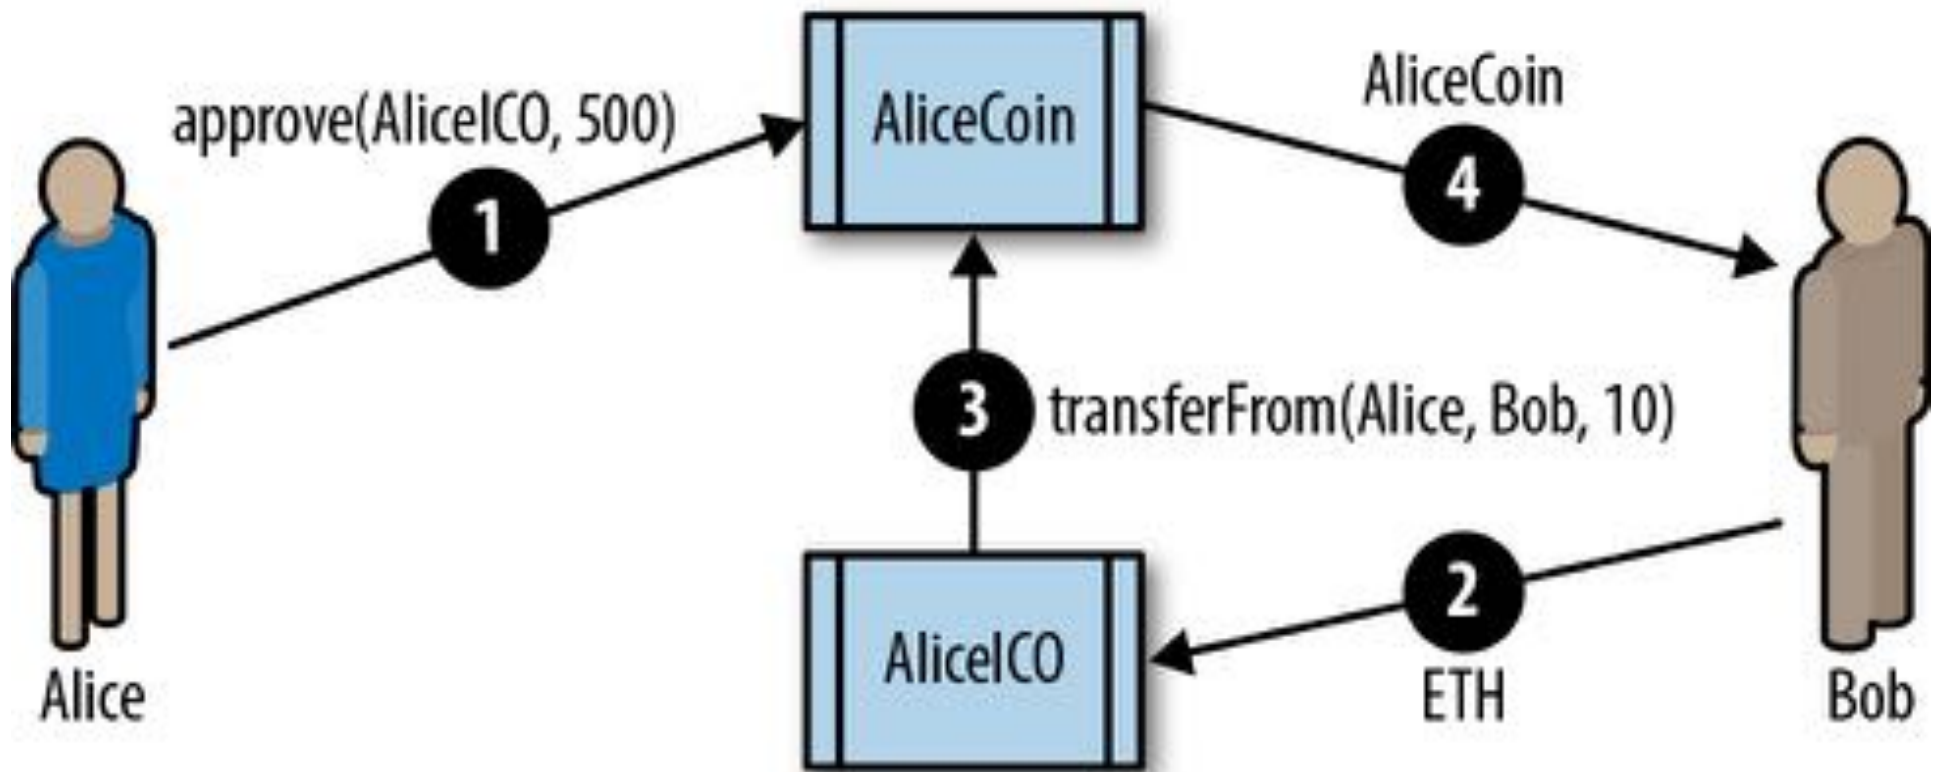 approve(AliceICO, 500)
1
AliceCoin
AliceCoin
4
3
transferFrom(Alice, Bob, 10)
AliceICO
2
ETH
Alice
Bob